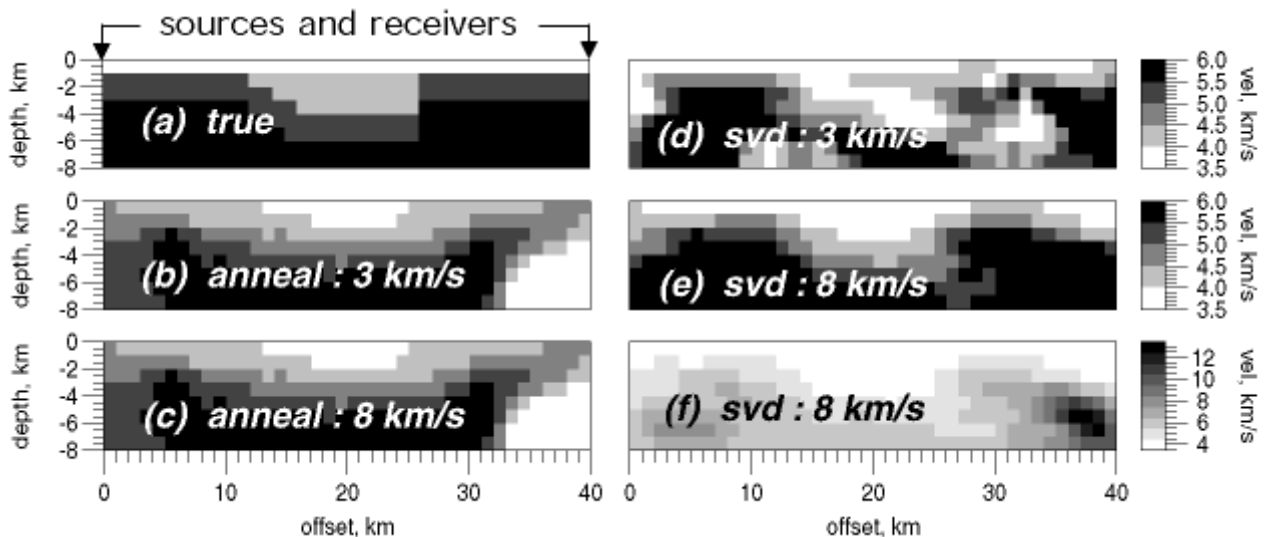 sources and receivers
depth, km
0
-2
-4
-6
-8
(a) true
(d) svd : 3 km/s
6.0
5.5
5.0
4.5
4.0
3.5
vel, km/s
depth, km
0
-2
-4
-6
-8
(b) anneal : 3 km/s
(e) svd : 8 km/s
6.0
5.5
5.0
4.5
4.0
3.5
vel, km/s
depth, km
0
-2
-4
-6
-8
(c) anneal : 8 km/s
(f) svd : 8 km/s
12
10
8
6
4
vel, km/s
0 10 20 30 40
offset, km
0 10 20 30 40
offset, km